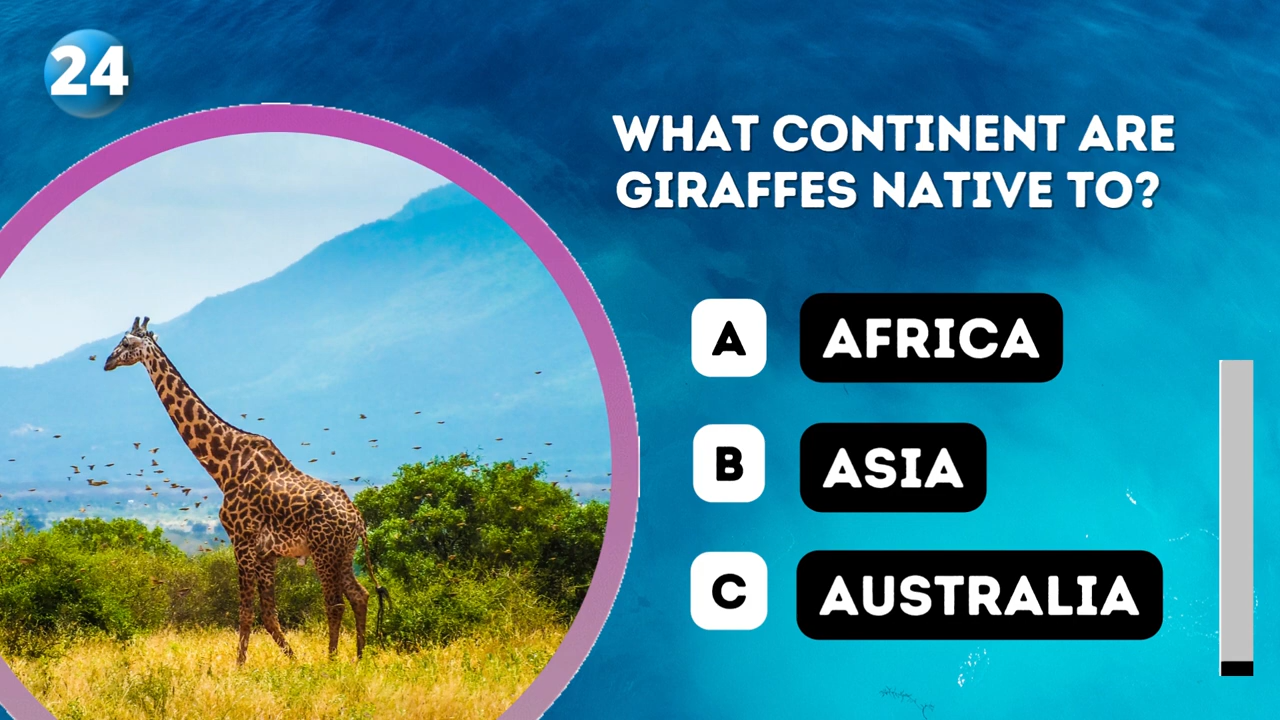 24
WHAT CONTINENT ARE
GIRAFFES NATIVE TO?
A AFRICA
B ASIA
C AUSTRALIA